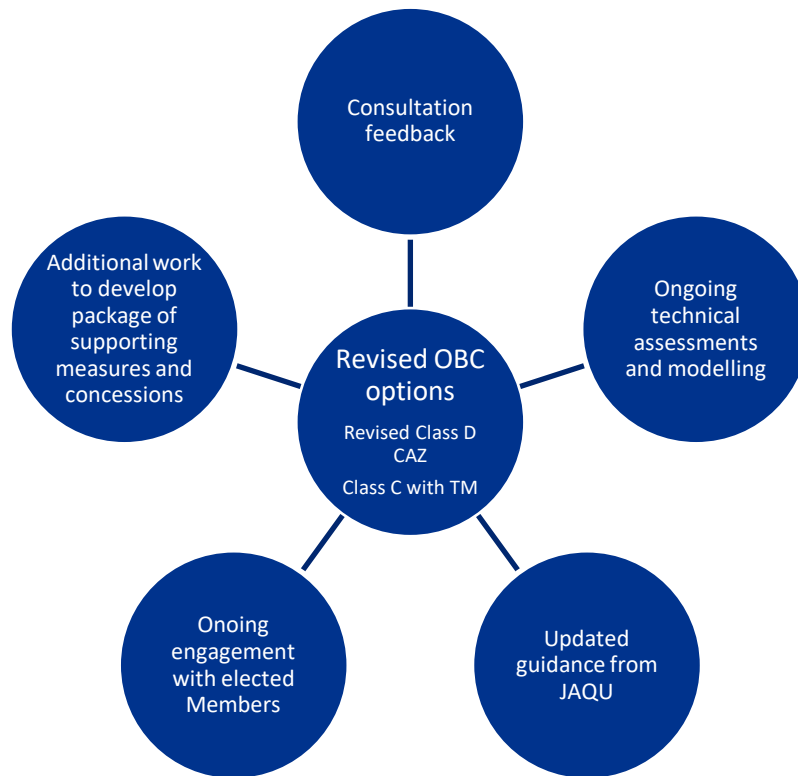 Consultation
feedback
Additional work
to develop
package of
supporting
measures and
concessions
Ongoing
technical
assessments
and modelling
Revised OBC
options
Revised Class D
CAZ
Class C with TM
Onoing
engagement
with elected
Members
Updated
guidance from
JAQU